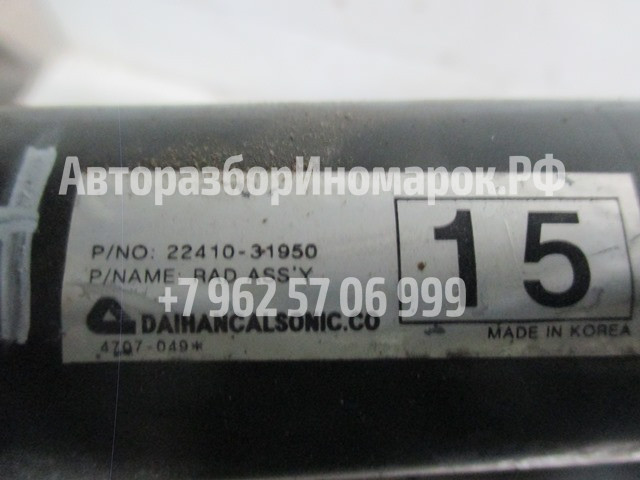 АвторазборИномарок.РФ
P/NO: 22410-31950
P/NAME: RAD ASS'Y
15
+7 962 57 06 999
DAIHANCALSONIC.CO
MADE IN KOREA
4707-049*